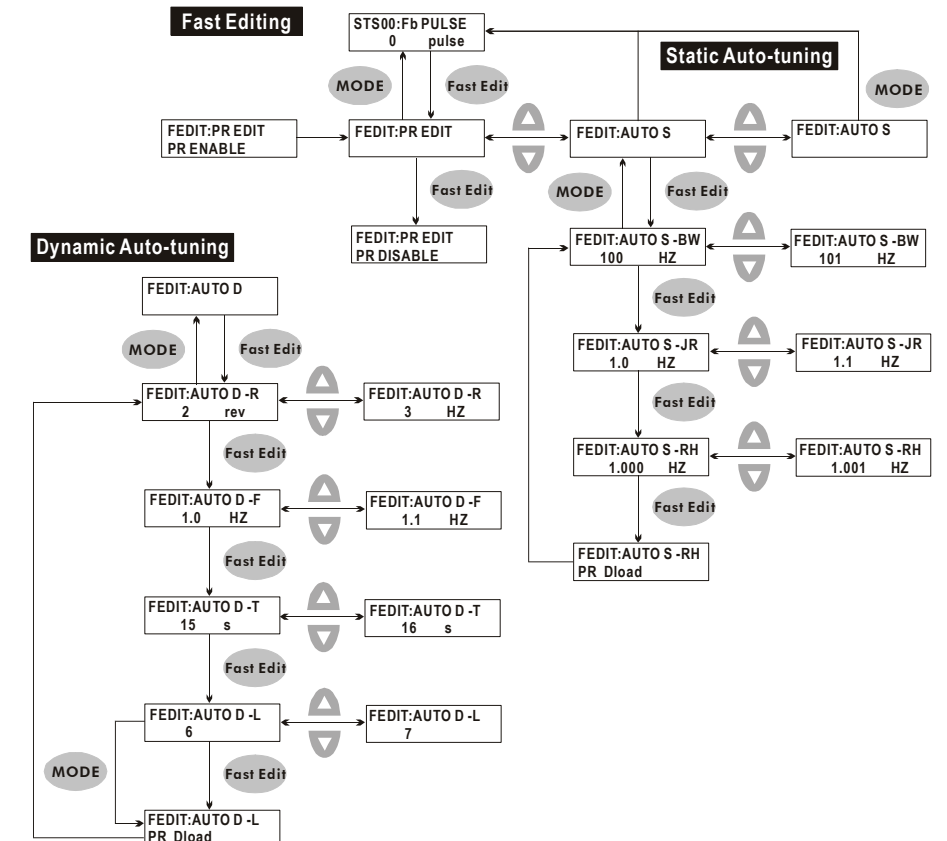 Fast Editing
STS00:Fb PULSE
0 pulse
Static Auto-tuning
MODE
Fast Edit
MODE
FEDIT:PR EDIT
PR ENABLE
FEDIT:PR EDIT
FEDIT:AUTO S
FEDIT:AUTO S
Fast Edit
MODE
Fast Edit
FEDIT:PR EDIT
PR DISABLE
FEDIT:AUTO S -BW
100 HZ
FEDIT:AUTO S -BW
101 HZ
Fast Edit
FEDIT:AUTO S -JR
1.0 HZ
FEDIT:AUTO S -JR
1.1 HZ
Fast Edit
FEDIT:AUTO S -RH
1.000 HZ
FEDIT:AUTO S -RH
1.001 HZ
Fast Edit
FEDIT:AUTO S -RH
PR Dload
Dynamic Auto-tuning
FEDIT:AUTO D
MODE
Fast Edit
FEDIT:AUTO D -R
2 rev
FEDIT:AUTO D -R
3 HZ
Fast Edit
FEDIT:AUTO D -F
1.0 HZ
FEDIT:AUTO D -F
1.1 HZ
Fast Edit
FEDIT:AUTO D -T
15 s
FEDIT:AUTO D -T
16 s
Fast Edit
FEDIT:AUTO D -L
6
FEDIT:AUTO D -L
7
MODE
Fast Edit
FEDIT:AUTO D -L
PR Dload